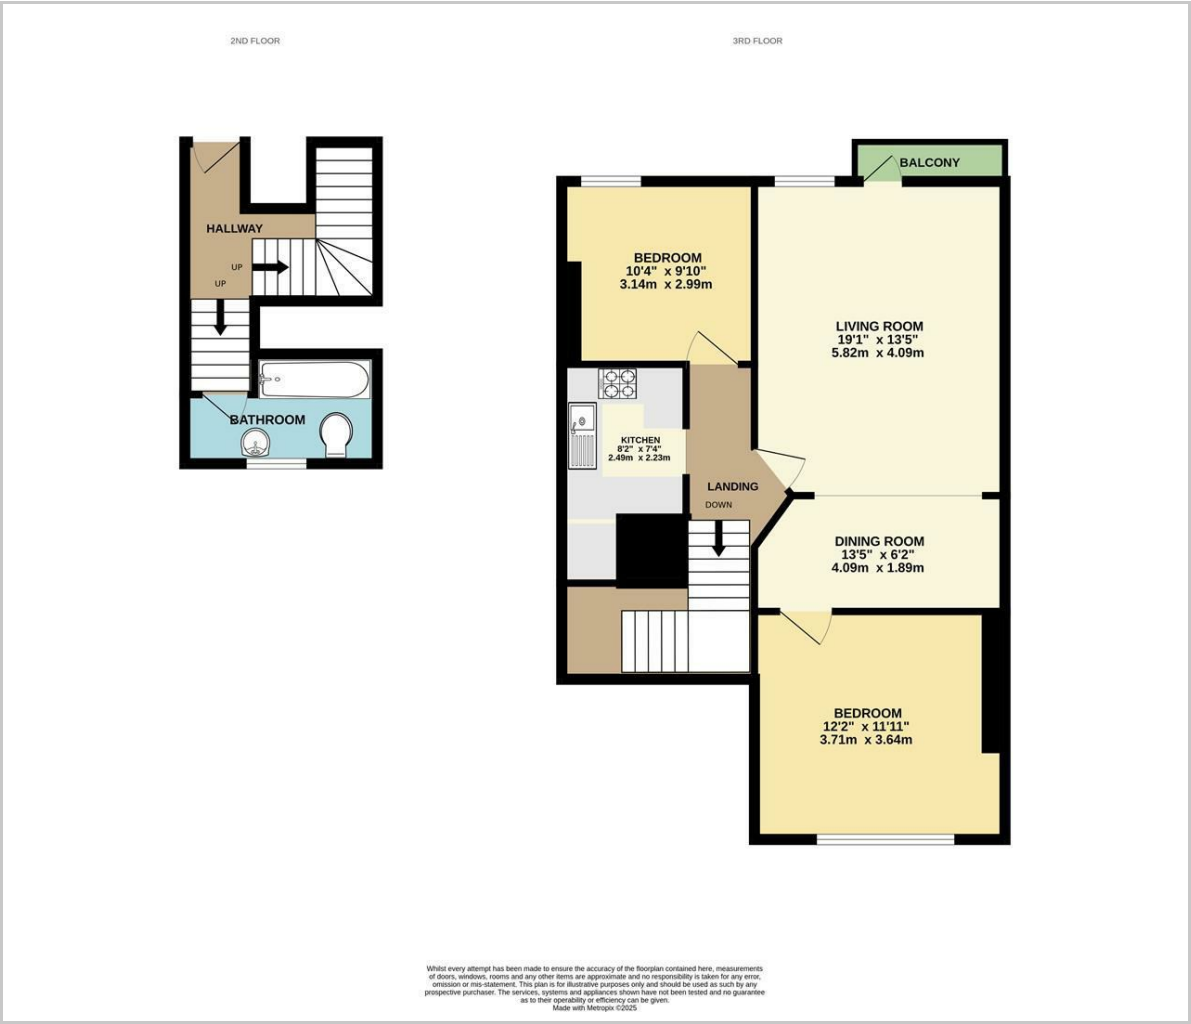 2ND FLOOR
3RD FLOOR
HALLWAY
UP
UP
BATHROOM
BALCONY
BEDROOM
10'4" x 9'10"
3.14m x 2.99m
LIVING ROOM
19'1" x 13'5"
5.82m x 4.09m
KITCHEN
8'2" x 7'4"
2.49m x 2.23m
LANDING
DOWN
DINING ROOM
13'5" x 6'2"
4.09m x 1.89m
BEDROOM
12'2" x 11'11"
3.71m x 3.64m
Whilst every attempt has been made to ensure the accuracy of the floorplan contained here, measurements
of doors, windows, rooms and any other items are approximate and no responsibility is taken for any error,
omission or mis-statement. This plan is for illustrative purposes only and should be used as such by any
prospective purchaser. The services, systems and appliances shown have not been tested and no guarantee
as to their operability or efficiency can be given.
Made with Metropix ©2025